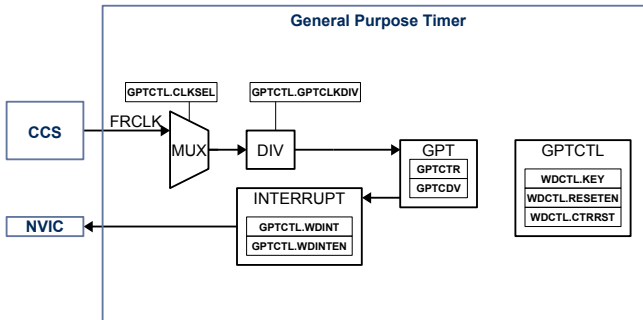 General Purpose Timer
GPTCTL.CLKSEL
GPTCTL.GPTCLKDIV
CCS
FRCLK
MUX
DIV
GPT
GPTCTR
GPTCDV
GPTCTL
WDCTL.KEY
WDCTL.RESETEN
WDCTL.CTRRST
INTERRUPT
GPTCTL.WDINT
GPTCTL.WDINTEN
NVIC